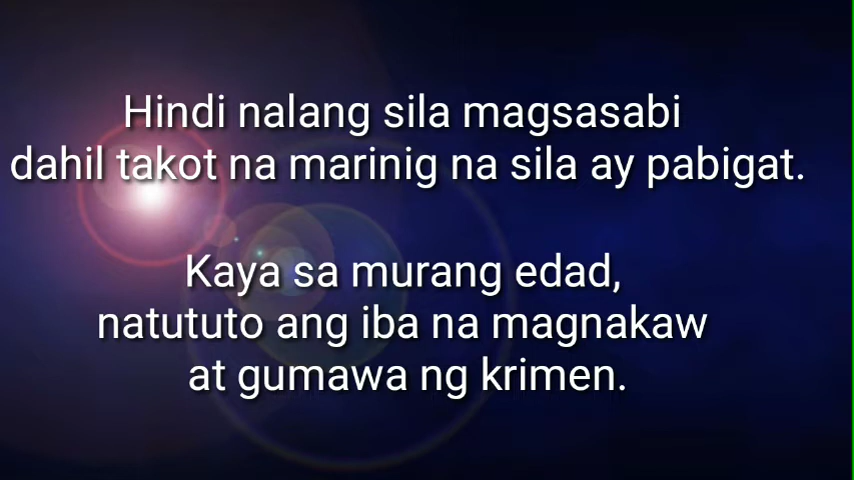 Hindi nalang sila magsasabi
dahil takot na marinig na sila ay pabigat.
Kaya sa murang edad,
natututo ang iba na magnakaw
at gumawa ng krimen.